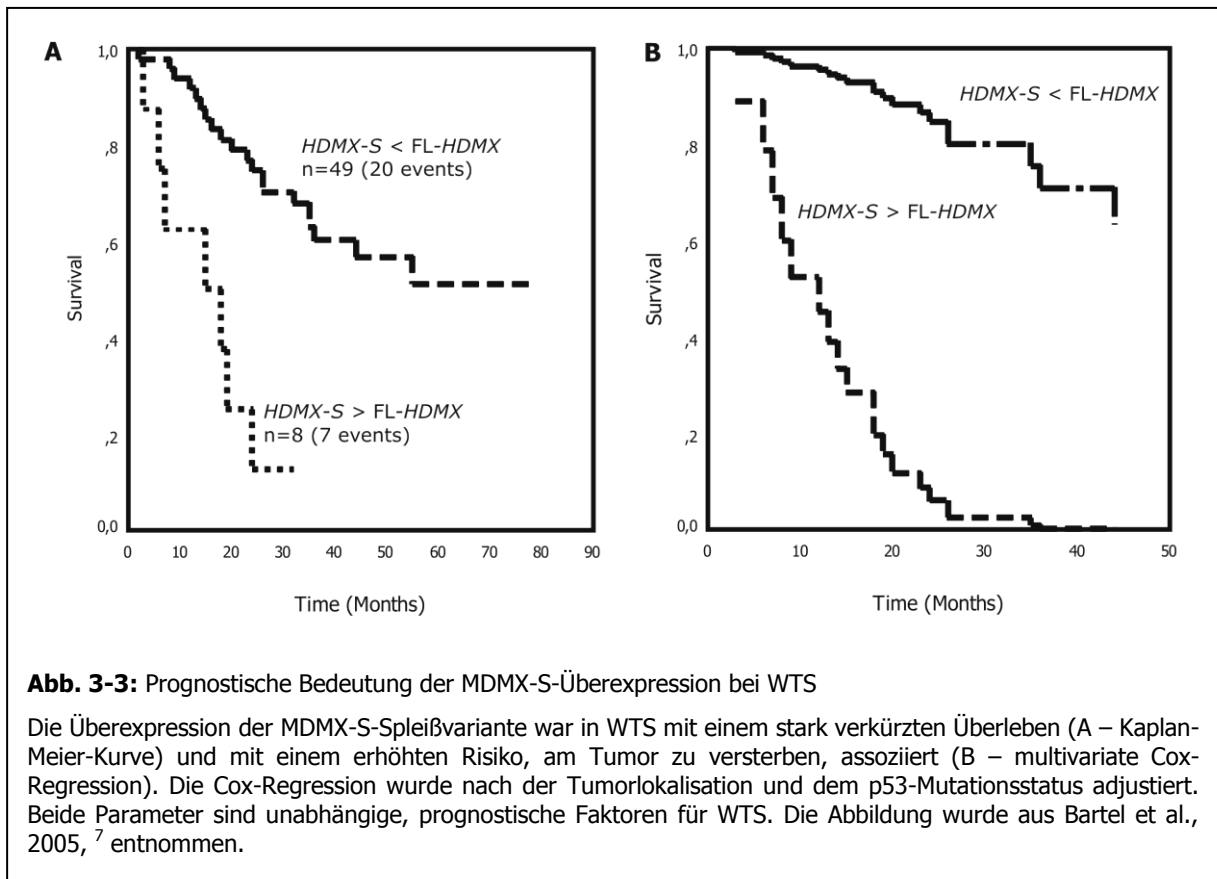 A
1,0
,8
,6
,4
,2
0,0
Survival
HDMX-S < FL-HDMX
n=49 (20 events)
HDMX-S > FL-HDMX
n=8 (7 events)
0 10 20 30 40 50 60 70 80 90
Time (Months)
B
1,0
,8
,6
,4
,2
0,0
Survival
HDMX-S < FL-HDMX
HDMX-S > FL-HDMX
0 10 20 30 40 50
Time (Months)
Abb. 3-3: Prognostische Bedeutung der MDMX-S-Überexpression bei WTS
Die Überexpression der MDMX-S-Spleißvariante war in WTS mit einem stark verkürzten Überleben (A – Kaplan-
Meier-Kurve) und mit einem erhöhten Risiko, am Tumor zu versterben, assoziiert (B – multivariate Cox-
Regression). Die Cox-Regression wurde nach der Tumorlokalisation und dem p53-Mutationsstatus adjustiert.
Beide Parameter sind unabhängige, prognostische Faktoren für WTS. Die Abbildung wurde aus Bartel et al.,
2005, 7 entnommen.